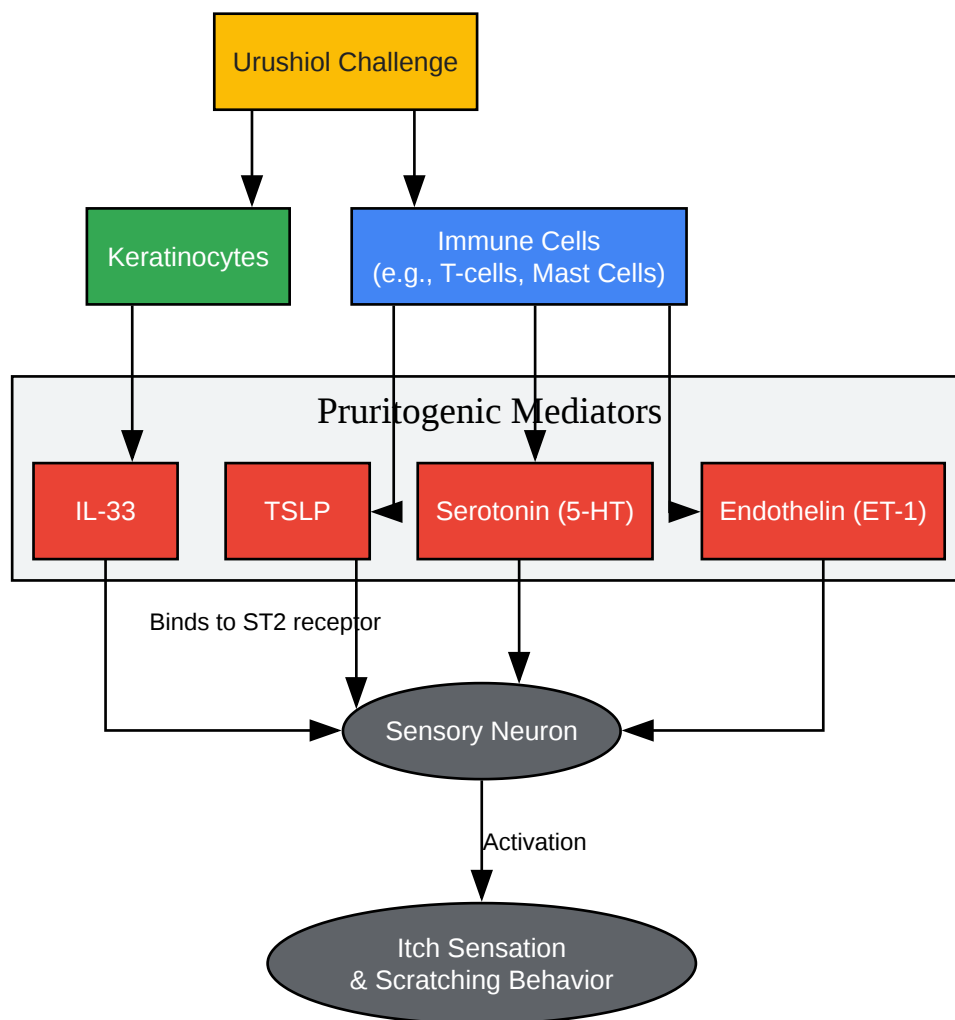 Urushiol Challenge
Keratinocytes
Immune Cells
(e.g., T-cells, Mast Cells)
Pruritogenic Mediators
IL-33
TSLP
Serotonin (5-HT)
Endothelin (ET-1)
Binds to ST2 receptor
Sensory Neuron
Activation
Itch Sensation
& Scratching Behavior